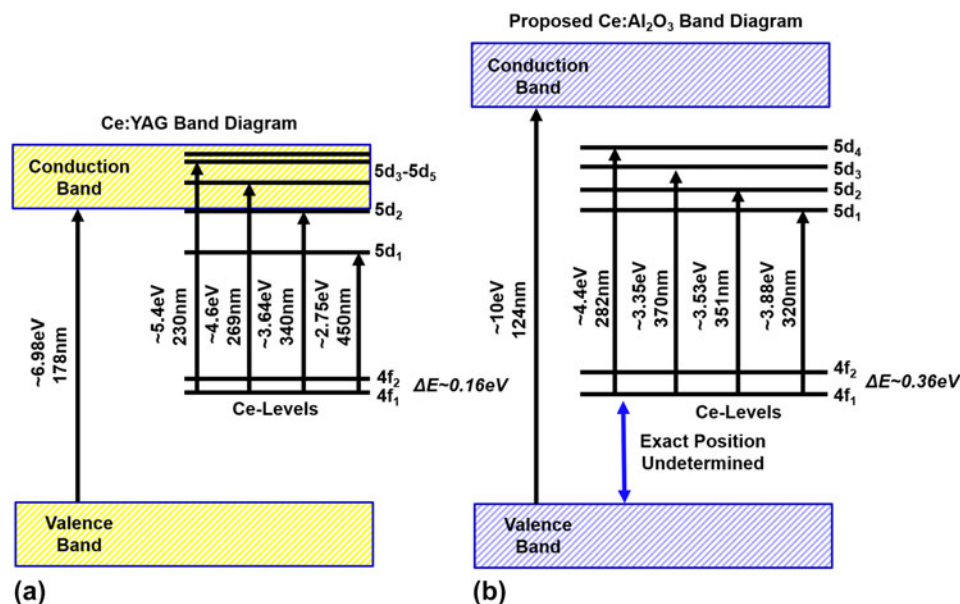 Ce:YAG Band Diagram
Conduction
Band
5d₃-5d₅
5d₂
5d₁
~6.98eV
178nm
~5.4eV
230nm
~4.6eV
269nm
~3.64eV
340nm
~2.75eV
450nm
4f₂
4f₁
ΔE~0.16eV
Ce-Levels
Valence
Band
(a)
Proposed Ce:Al₂O₃ Band Diagram
Conduction
Band
5d₄
5d₃
5d₂
5d₁
~10eV
124nm
~4.4eV
282nm
~3.35eV
370nm
~3.53eV
351nm
~3.88eV
320nm
4f₂
4f₁
ΔE~0.36eV
Ce-Levels
Exact Position
Undetermined
Valence
Band
(b)